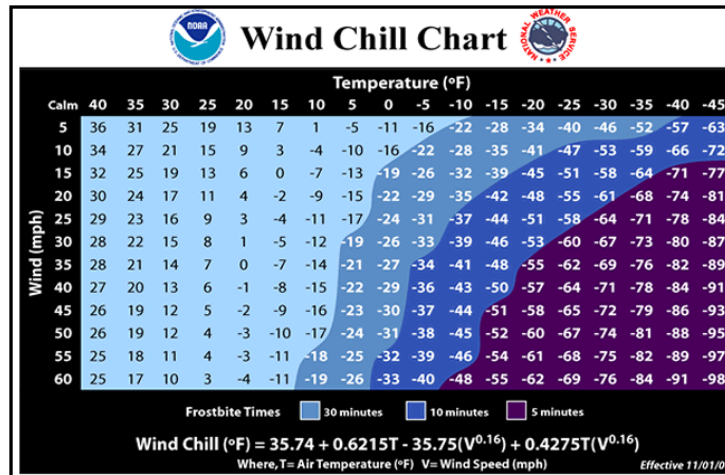 NOAA
Wind Chill Chart
NATIONAL WEATHER SERVICE
Temperature (ºF)
Calm 40 35 30 25 20 15 10 5 0 -5 -10 -15 -20 -25 -30 -35 -40 -45
5 36 31 25 19 13 7 1 -5 -11 -16 -22 -28 -34 -40 -46 -52 -57 -63
10 34 27 21 15 9 3 -4 -10 -16 -22 -28 -35 -41 -47 -53 -59 -66 -72
15 32 25 19 13 6 0 -7 -13 -19 -26 -32 -39 -45 -51 -58 -64 -71 -77
20 30 24 17 11 4 -2 -9 -15 -22 -29 -35 -42 -48 -55 -61 -68 -74 -81
25 29 23 16 9 3 -4 -11 -17 -24 -31 -37 -44 -51 -58 -64 -71 -78 -84
30 28 22 15 8 1 -5 -12 -19 -26 -33 -39 -46 -53 -60 -67 -73 -80 -87
35 28 21 14 7 0 -7 -14 -21 -27 -34 -41 -48 -55 -62 -69 -76 -82 -89
40 27 20 13 6 -1 -8 -15 -22 -29 -36 -43 -50 -57 -64 -71 -78 -84 -91
45 26 19 12 5 -2 -9 -16 -23 -30 -37 -44 -51 -58 -65 -72 -79 -86 -93
50 26 19 12 4 -3 -10 -17 -24 -31 -38 -45 -52 -60 -67 -74 -81 -88 -95
55 25 18 11 4 -3 -11 -18 -25 -32 -39 -46 -54 -61 -68 -75 -82 -89 -97
60 25 17 10 3 -4 -11 -19 -26 -33 -40 -48 -55 -62 -69 -76 -84 -91 -98
Wind (mph)
Frostbite Times 30 minutes 10 minutes 5 minutes
Wind Chill (ºF) = 35.74 + 0.6215T - 35.75(V0.16) + 0.4275T(V0.16)
Where, T= Air Temperature (ºF) V= Wind Speed (mph)
Effective 11/01/0